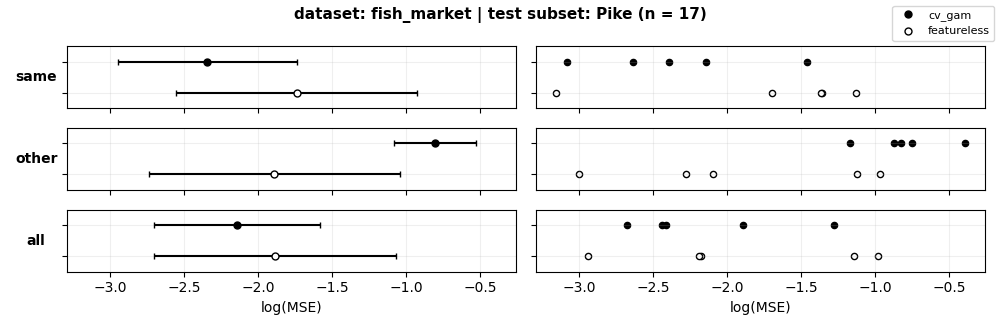 dataset: fish_market | test subset: Pike (n = 17)
cv_gam
featureless
same
other
all
−3.0 −2.5 −2.0 −1.5 −1.0 −0.5
−3.0 −2.5 −2.0 −1.5 −1.0 −0.5
log(MSE)
log(MSE)